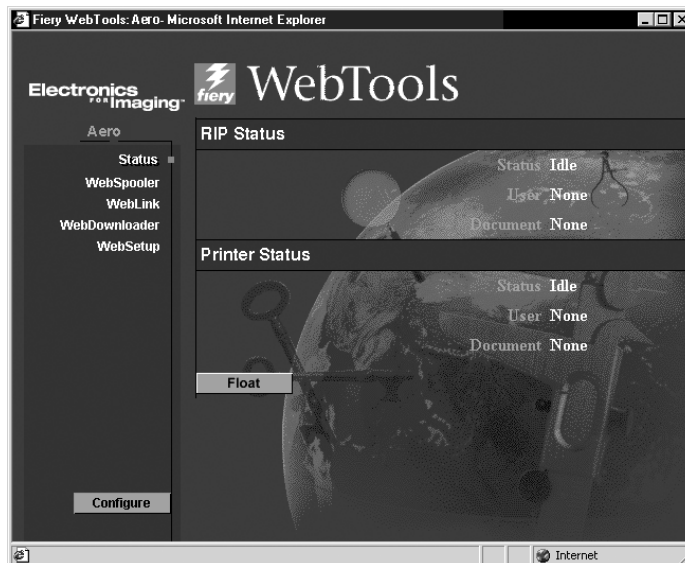 Fiery WebTools: Aero- Microsoft Internet Explorer
Electronics
FOR Imaging™
fiery
WebTools
Aero
Status
WebSpooler
WebLink
WebDownloader
WebSetup
Configure
RIP Status
Status Idle
User None
Document None
Printer Status
Status Idle
User None
Document None
Float
Internet